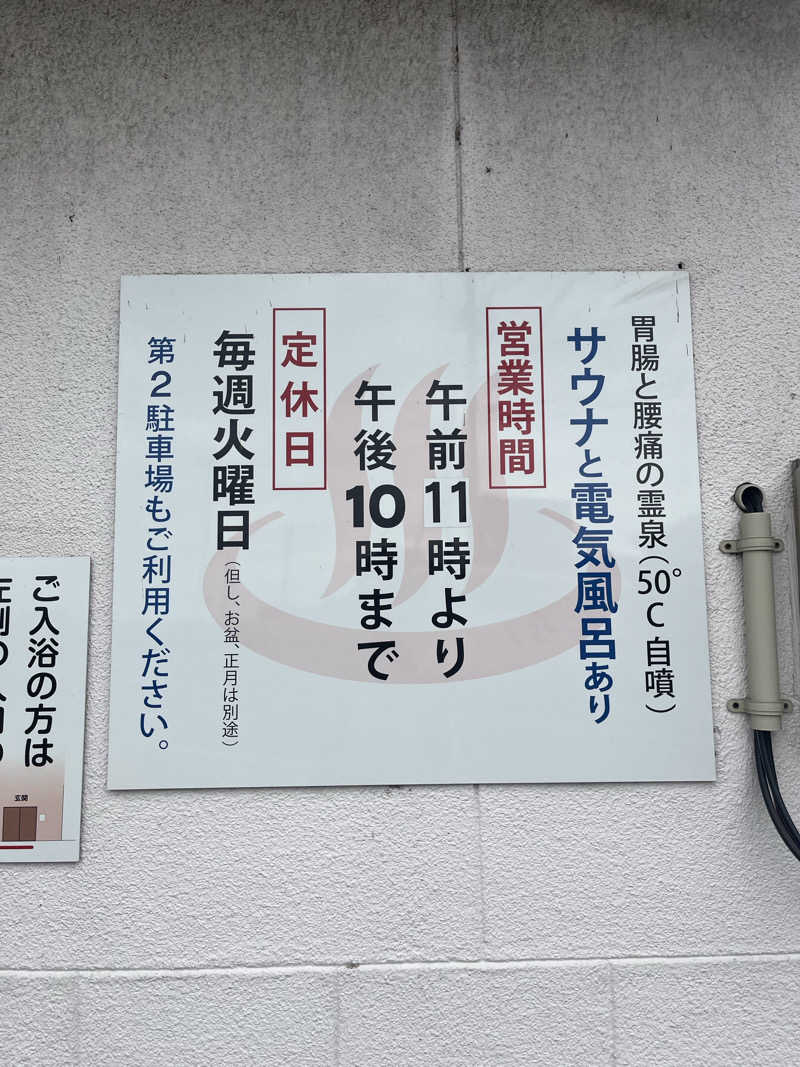 胃腸と腰痛の霊泉（50°C自噴）
サウナと電気風呂あり
営業時間
午前11時より
午後10時まで
定休日
毎週火曜日（但し、お盆、正月は別途）
第2駐車場もご利用ください。
ご入浴の方は
玄関